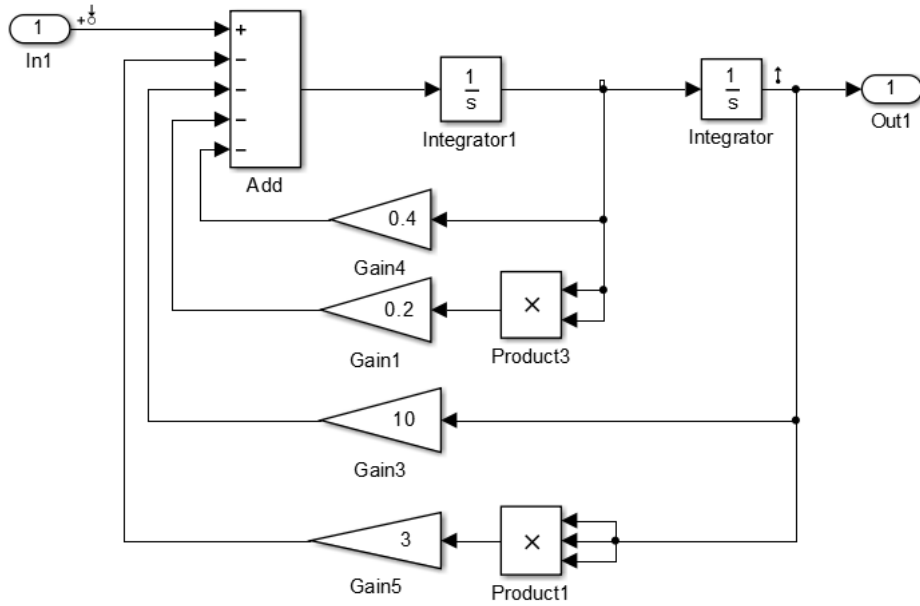 1
In1
+
−
−
−
−
Add
1
s
Integrator1
1
s
Integrator
1
Out1
0.4
Gain4
0.2
Gain1
×
Product3
10
Gain3
3
Gain5
×
Product1